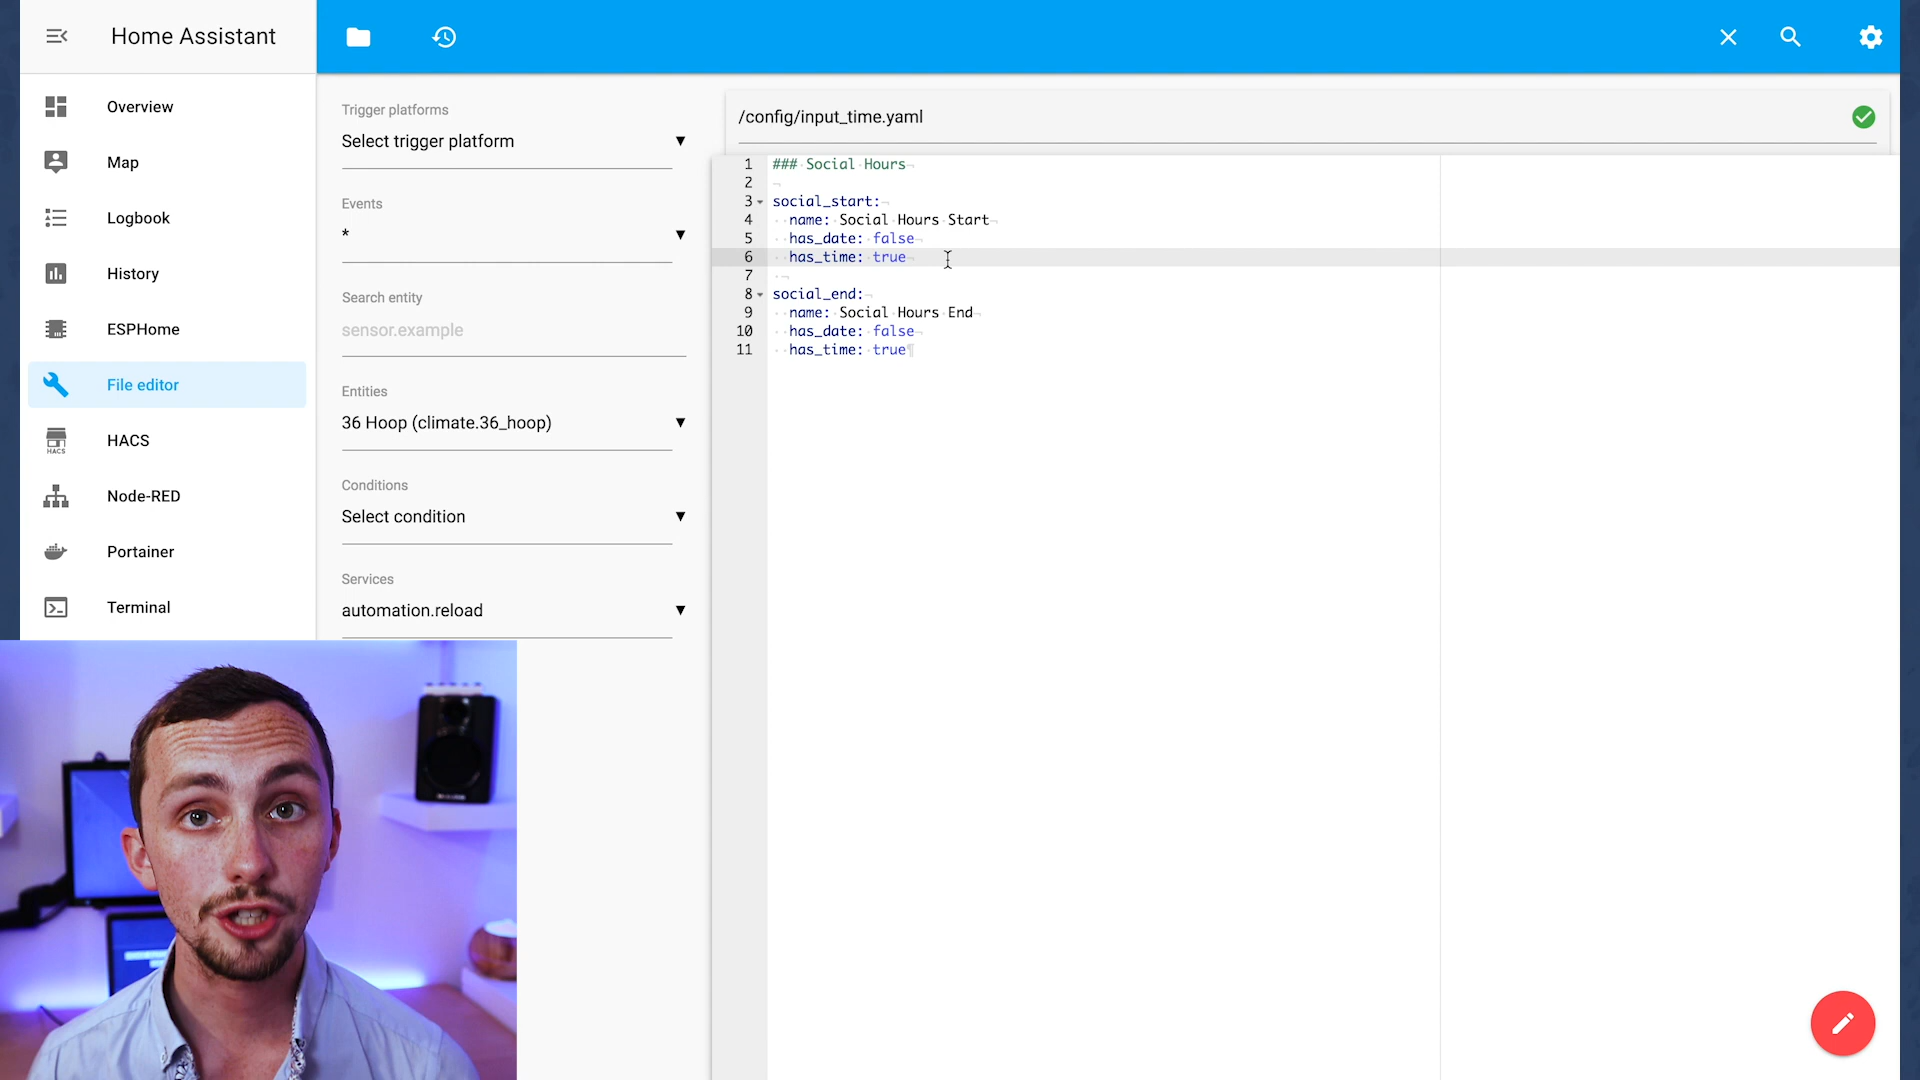 Home Assistant
Overview
Map
Logbook
History
ESPHome
File editor
HACS
HACS
Node-RED
Portainer
Terminal
Trigger platforms
Select trigger platform
Events
*
Search entity
sensor.example
Entities
36 Hoop (climate.36_hoop)
Conditions
Select condition
Services
automation.reload
/config/input_time.yaml
1 ### Social Hours
2
3 social_start:
4 name: Social Hours Start
5 has_date: false
6 has_time: true
7
8 social_end:
9 name: Social Hours End
10 has_date: false
11 has_time: true